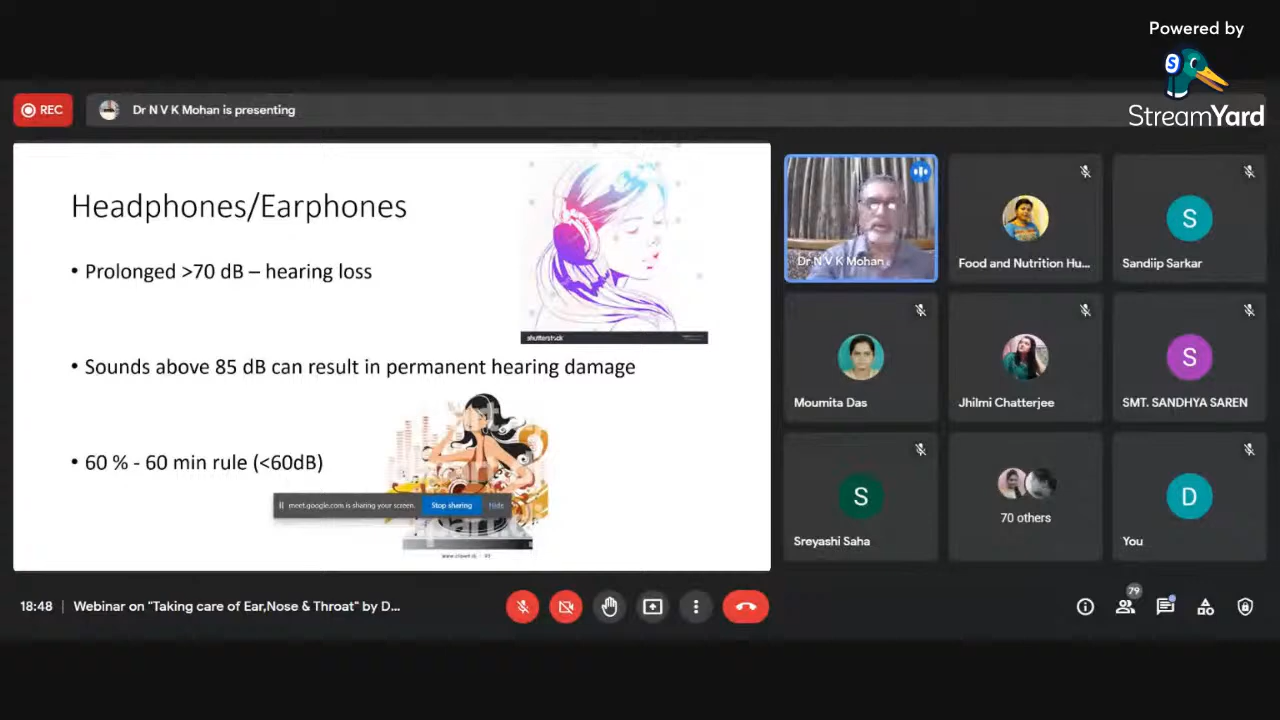 Powered by
StreamYard
REC
Dr N V K Mohan is presenting
Headphones/Earphones
• Prolonged >70 dB – hearing loss
shutterstock
• Sounds above 85 dB can result in permanent hearing damage
• 60 % - 60 min rule (<60dB)
meet.google.com is sharing your screen.
Stop sharing
Hide
Dr N V K Mohan
Food and Nutrition Hu...
S
Sandiip Sarkar
Moumita Das
Jhilmi Chatterjee
S
SMT. SANDHYA SAREN
S
Sreyashi Saha
70 others
D
You
18:48
Webinar on "Taking care of Ear,Nose & Throat" by D...
79